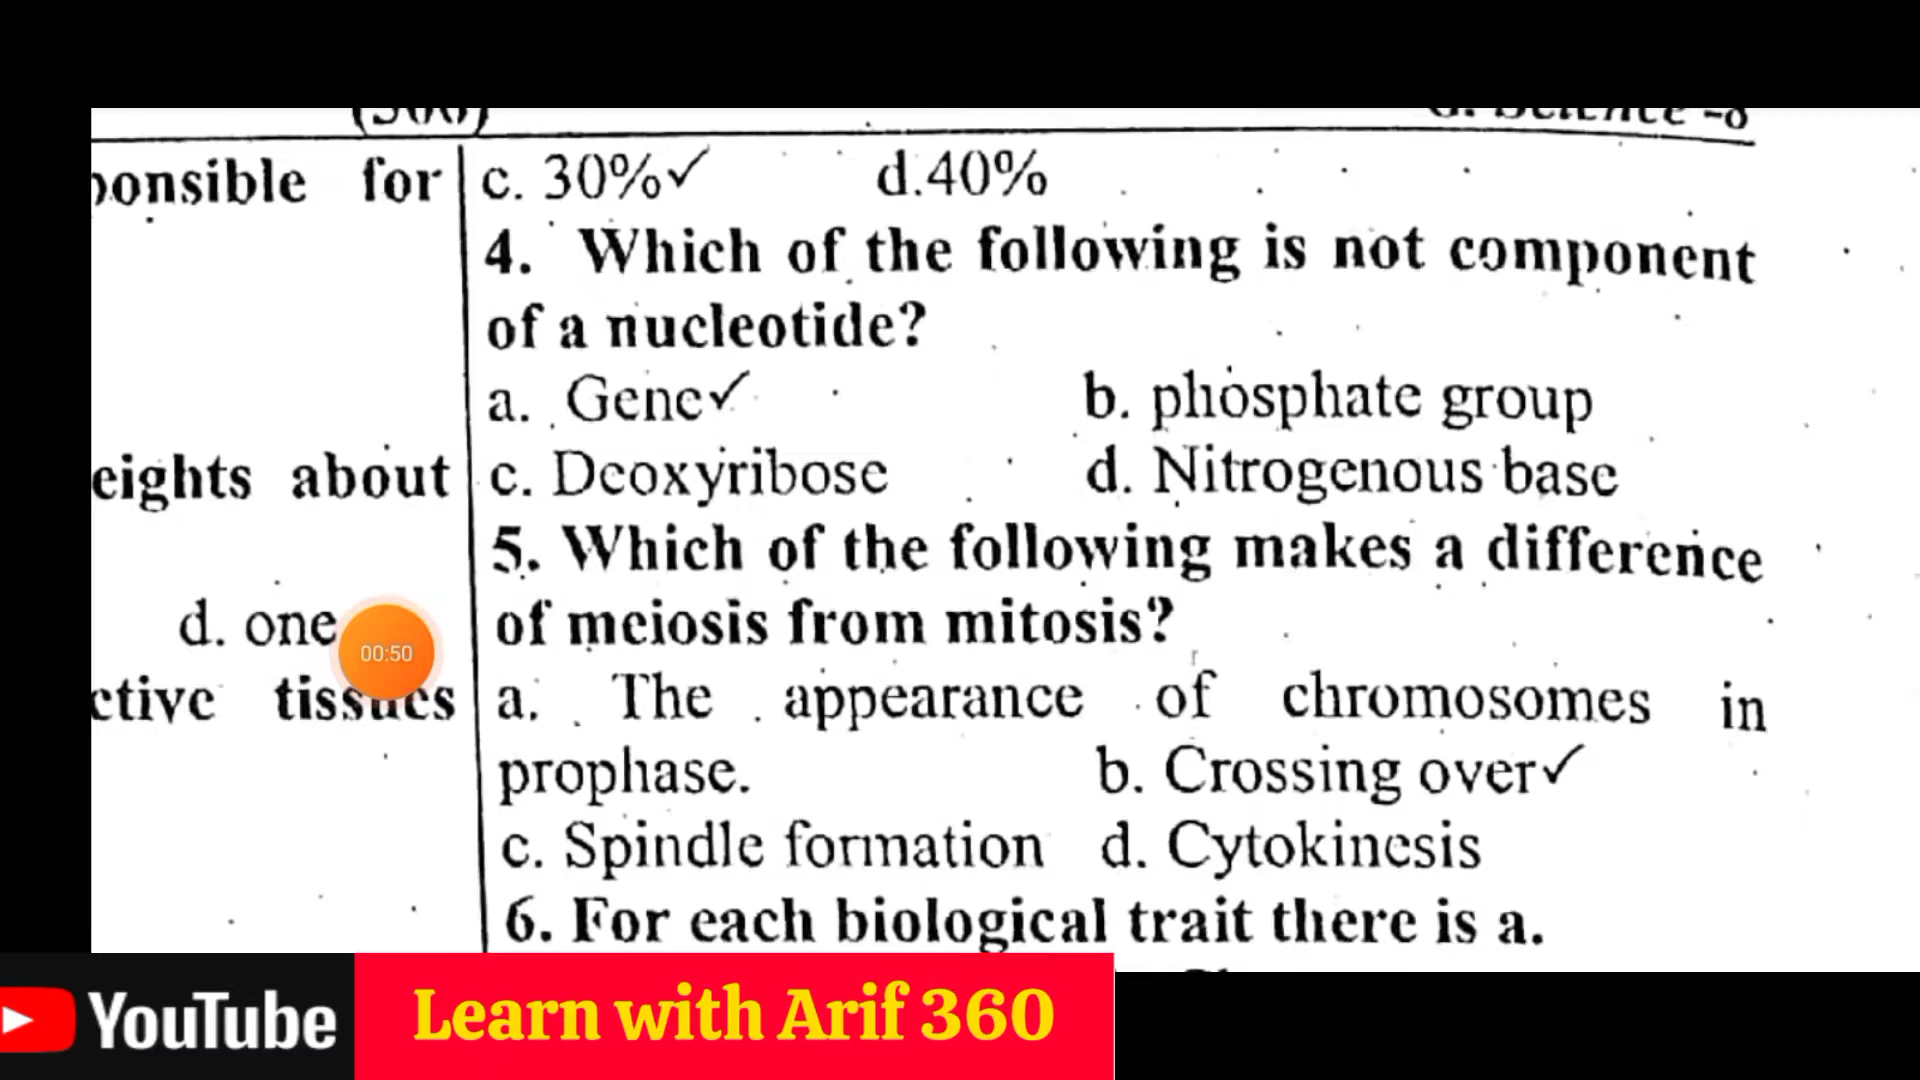 ponsible for
eights about
d. one
00:50
ctive tissues
G. Science -8
c. 30%✓ d.40%
4. Which of the following is not component
of a nucleotide?
a. Gene✓ b. phosphate group
c. Deoxyribose d. Nitrogenous base
5. Which of the following makes a difference
of meiosis from mitosis?
a. The appearance of chromosomes in
prophase. b. Crossing over✓
c. Spindle formation d. Cytokinesis
6. For each biological trait there is a.
YouTube
Learn with Arif 360